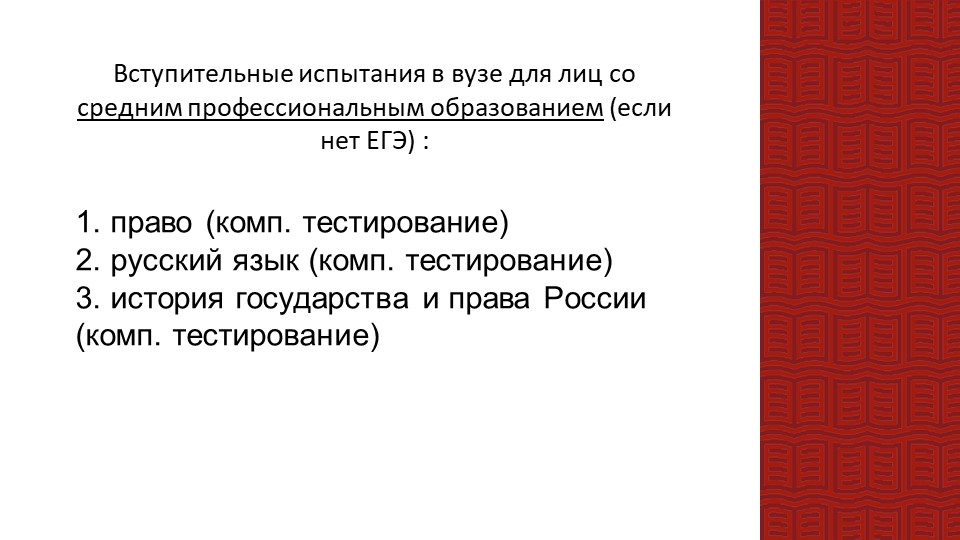 Вступительные испытания в вузе для лиц со
средним профессиональным образованием (если
нет ЕГЭ) :
1. право (комп. тестирование)
2. русский язык (комп. тестирование)
3. история государства и права России
(комп. тестирование)